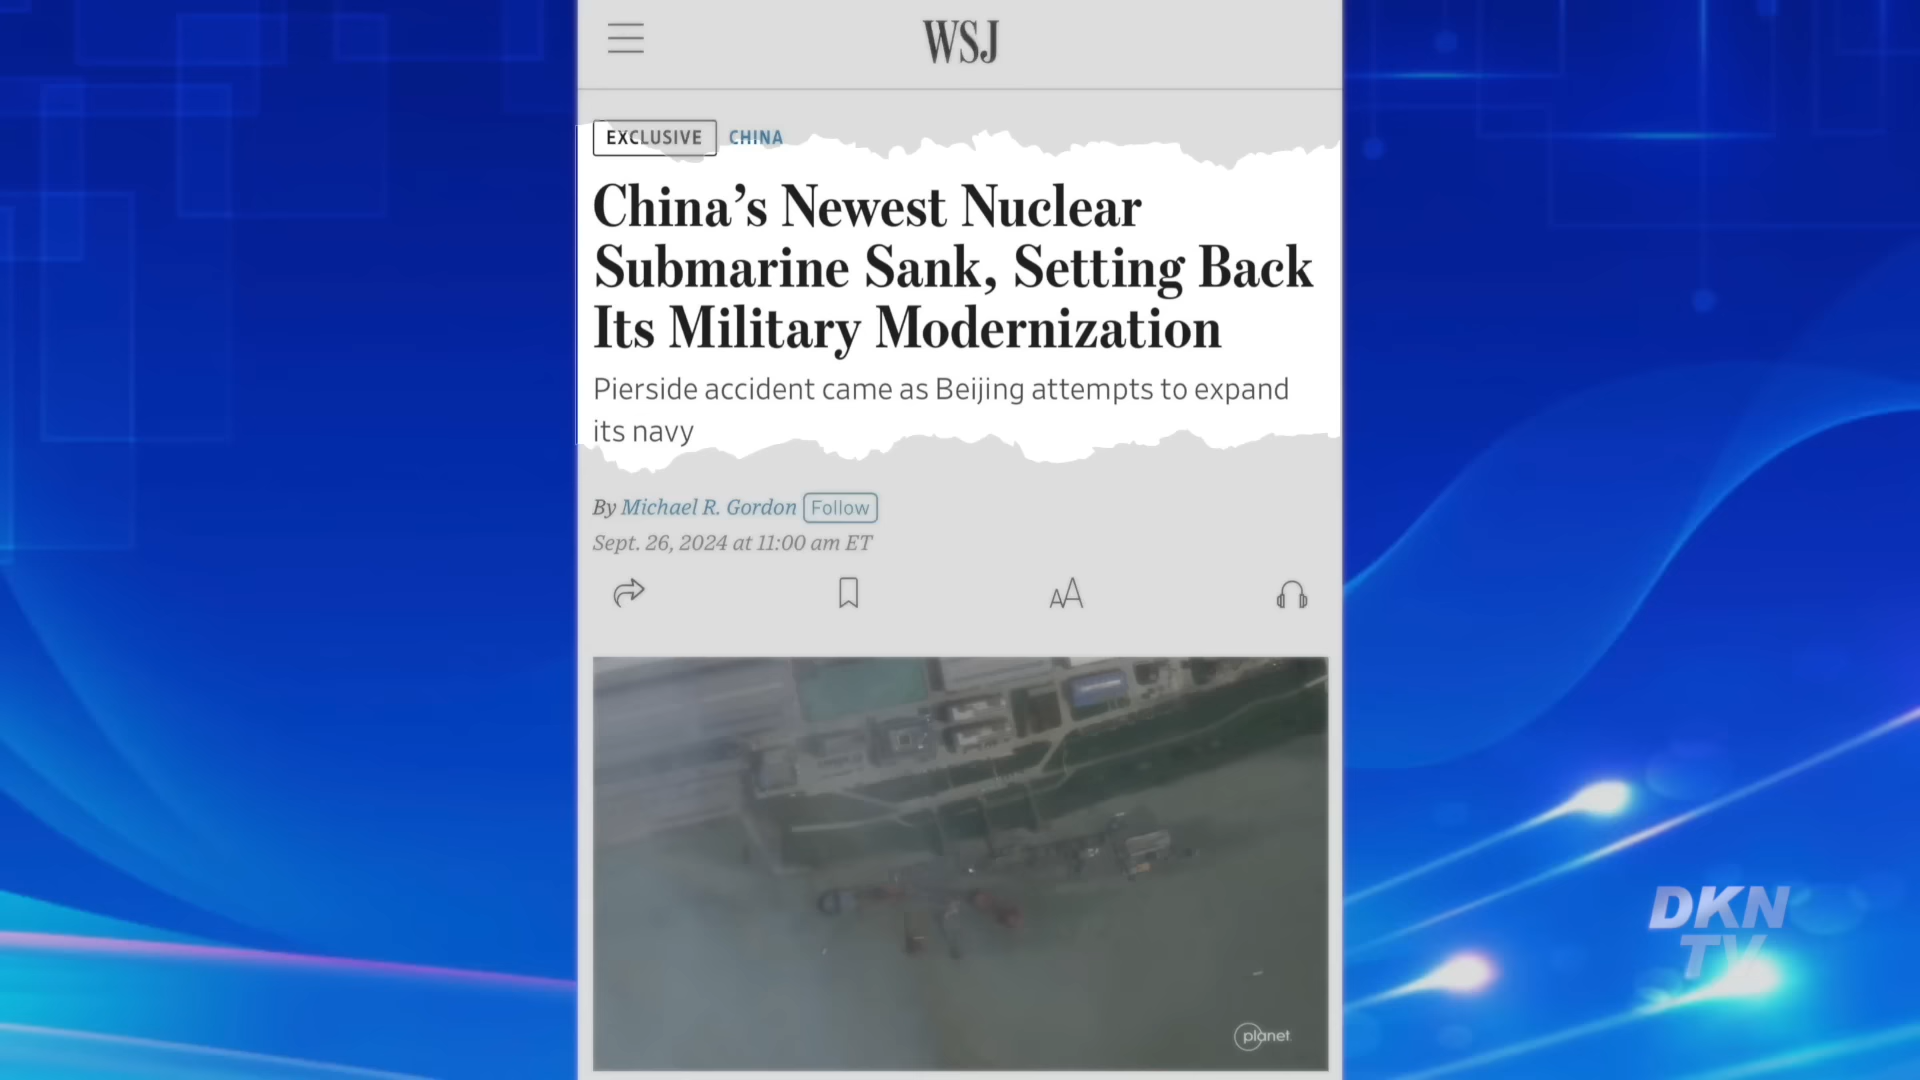 WSJ
EXCLUSIVE CHINA
China’s Newest Nuclear
Submarine Sank, Setting Back
Its Military Modernization
Pierside accident came as Beijing attempts to expand
its navy
By Michael R. Gordon Follow
Sept. 26, 2024 at 11:00 am ET
AA
planet
DKN
TV